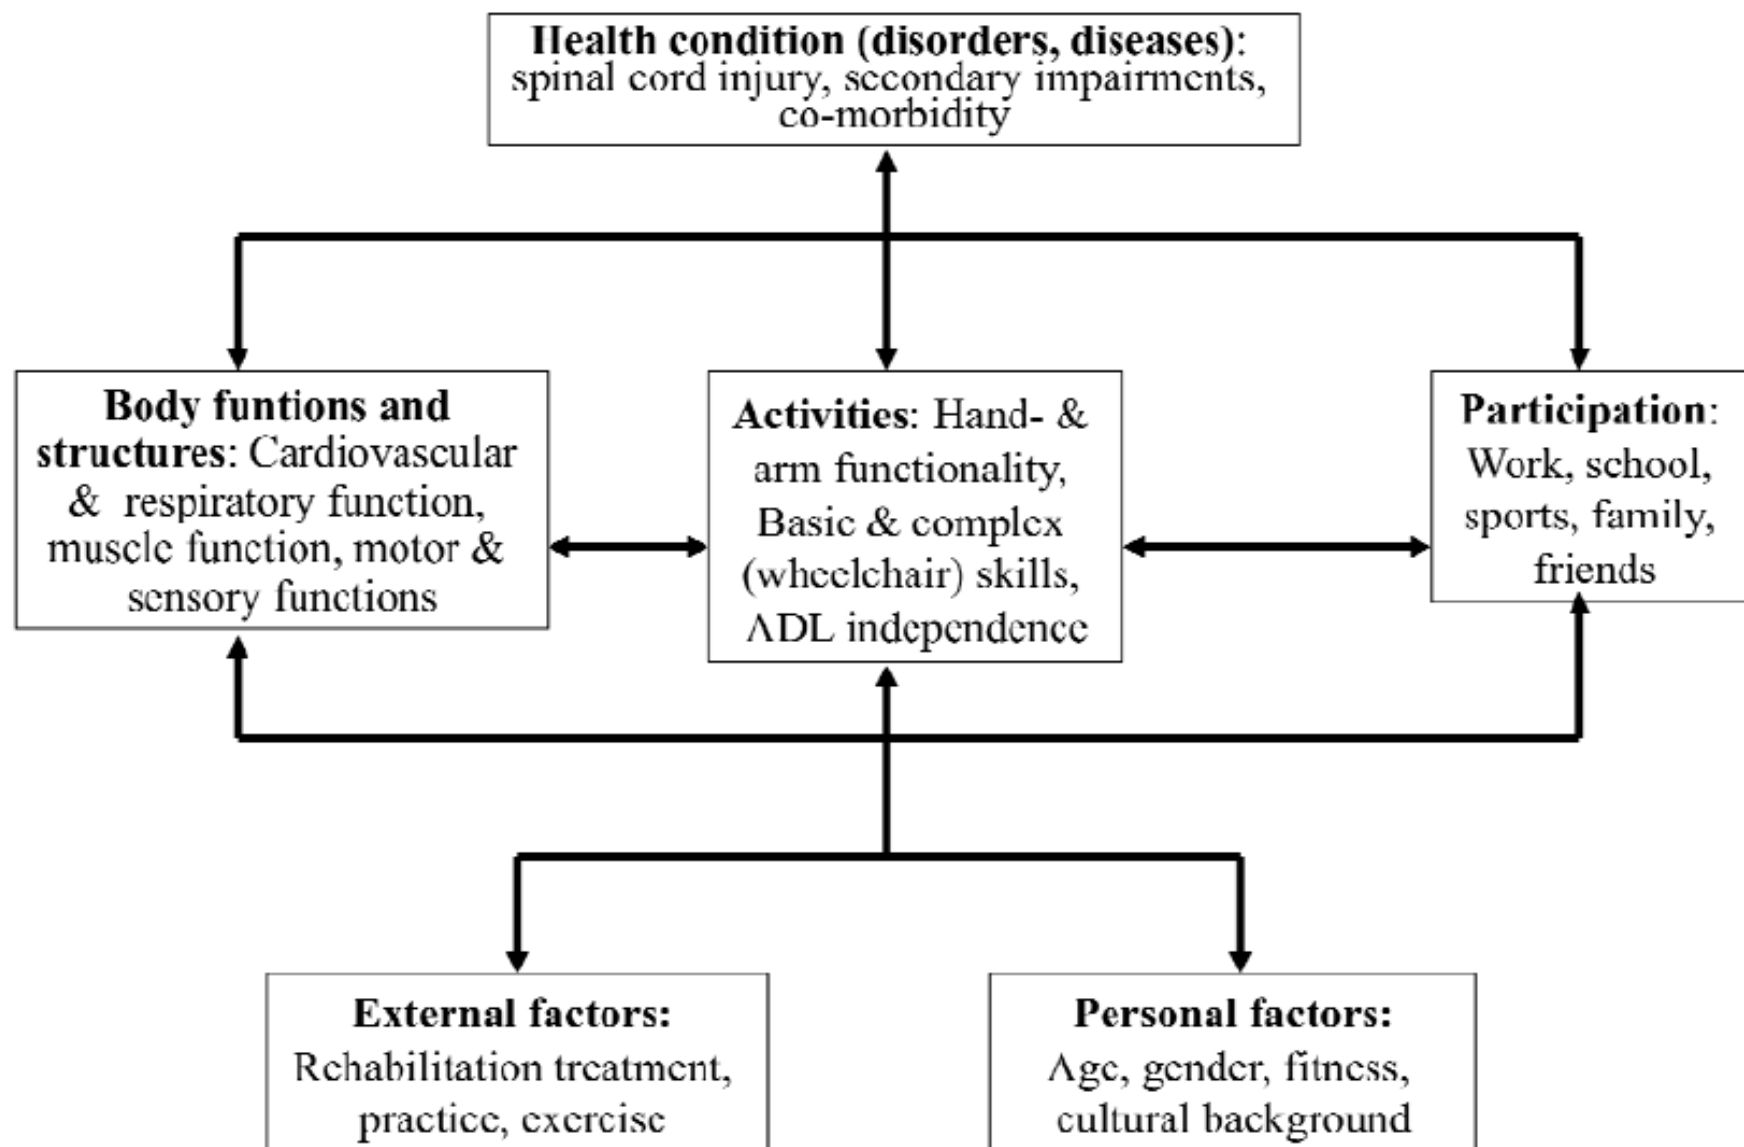 Health condition (disorders, diseases):
spinal cord injury, secondary impairments,
co-morbidity
Body funtions and
structures: Cardiovascular
& respiratory function,
muscle function, motor &
sensory functions
Activities: Hand- &
arm functionality,
Basic & complex
(wheelchair) skills,
ADL independence
Participation:
Work, school,
sports, family,
friends
External factors:
Rehabilitation treatment,
practice, exercise
Personal factors:
Age, gender, fitness,
cultural background